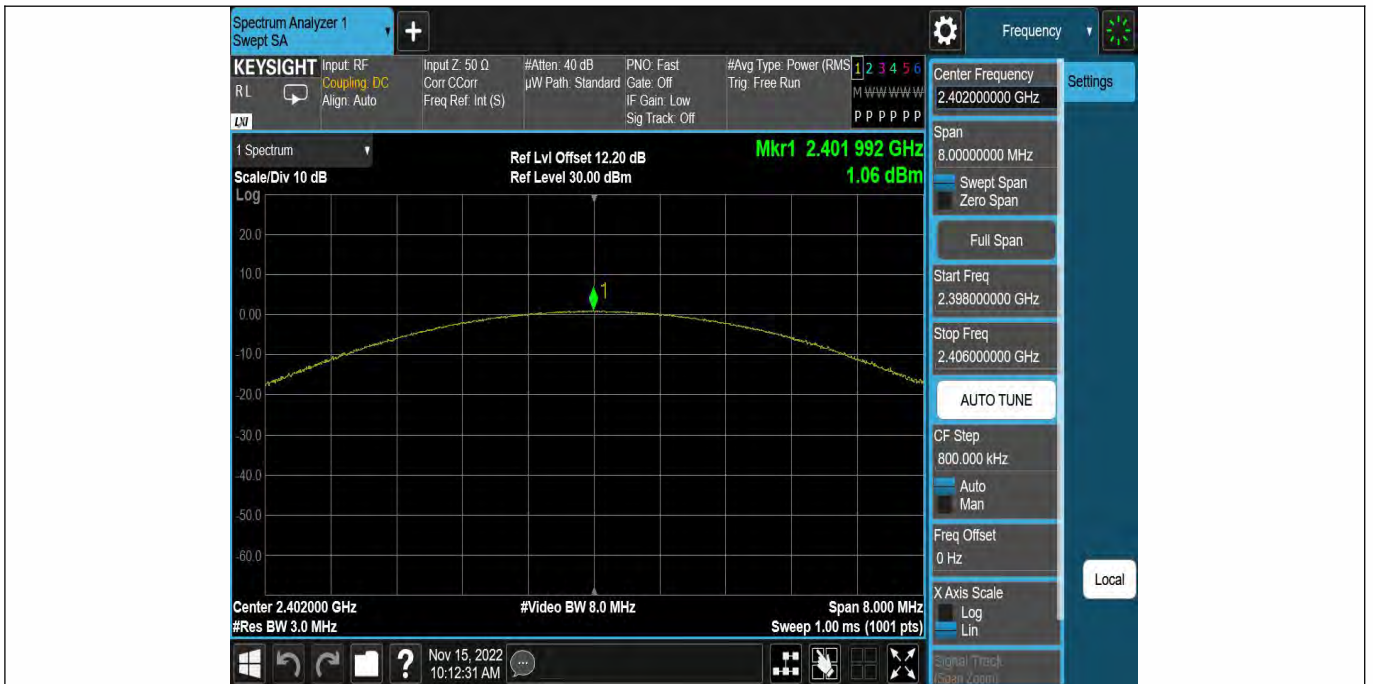 Spectrum Analyzer 1
Swept SA
+
Frequency
KEYSIGHT
RL
LXI
Input: RF
Coupling: DC
Align: Auto
Input Z: 50 Ω
Corr CCorr
Freq Ref: Int (S)
#Atten: 40 dB
µW Path: Standard
PNO: Fast
Gate: Off
IF Gain: Low
Sig Track: Off
#Avg Type: Power (RMS
Trig: Free Run
1 2 3 4 5 6
M W W W W W
P P P P P P
1 Spectrum
Scale/Div 10 dB
Ref Lvl Offset 12.20 dB
Ref Level 30.00 dBm
Mkr1 2.401 992 GHz
1.06 dBm
Log
20.0
10.0
0.00
-10.0
-20.0
-30.0
-40.0
-50.0
-60.0
1
Center 2.402000 GHz
#Res BW 3.0 MHz
#Video BW 8.0 MHz
Span 8.000 MHz
Sweep 1.00 ms (1001 pts)
Center Frequency
2.402000000 GHz
Settings
Span
8.00000000 MHz
Swept Span
Zero Span
Full Span
Start Freq
2.398000000 GHz
Stop Freq
2.406000000 GHz
AUTO TUNE
CF Step
800.000 kHz
Auto
Man
Freq Offset
0 Hz
X Axis Scale
Log
Lin
Signal Track
(Span Zoom)
Local
?
Nov 15, 2022
10:12:31 AM